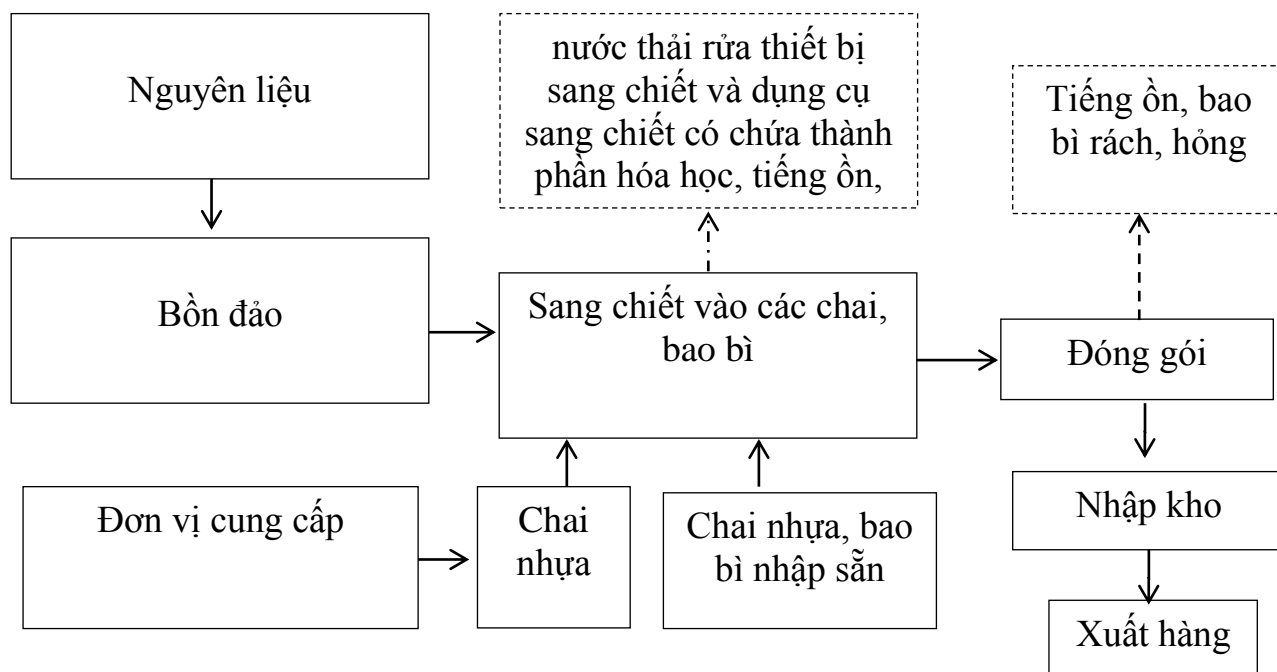 Nguyên liệu
nước thải rửa thiết bị
sang chiết và dụng cụ
sang chiết có chứa thành
phần hóa học, tiếng ồn,
Tiếng ồn, bao
bì rách, hỏng
Bồn đảo
Sang chiết vào các chai,
bao bì
Đóng gói
Đơn vị cung cấp
Chai
nhựa
Chai nhựa, bao
bì nhập sẵn
Nhập kho
Xuất hàng